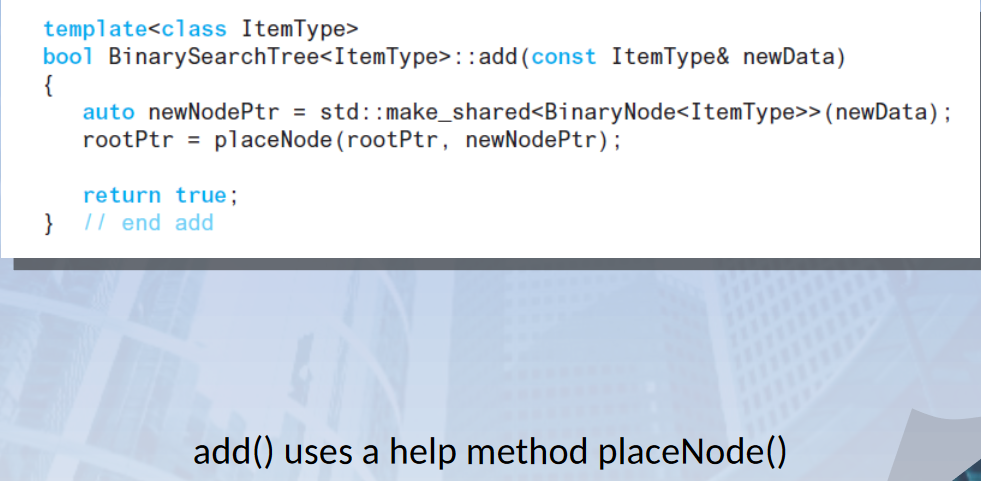 template<class ItemType>
bool BinarySearchTree<ItemType>::add(const ItemType& newData)
{
   auto newNodePtr = std::make_shared<BinaryNode<ItemType>>(newData);
   rootPtr = placeNode(rootPtr, newNodePtr);
   return true;
}  // end add
add() uses a help method placeNode()